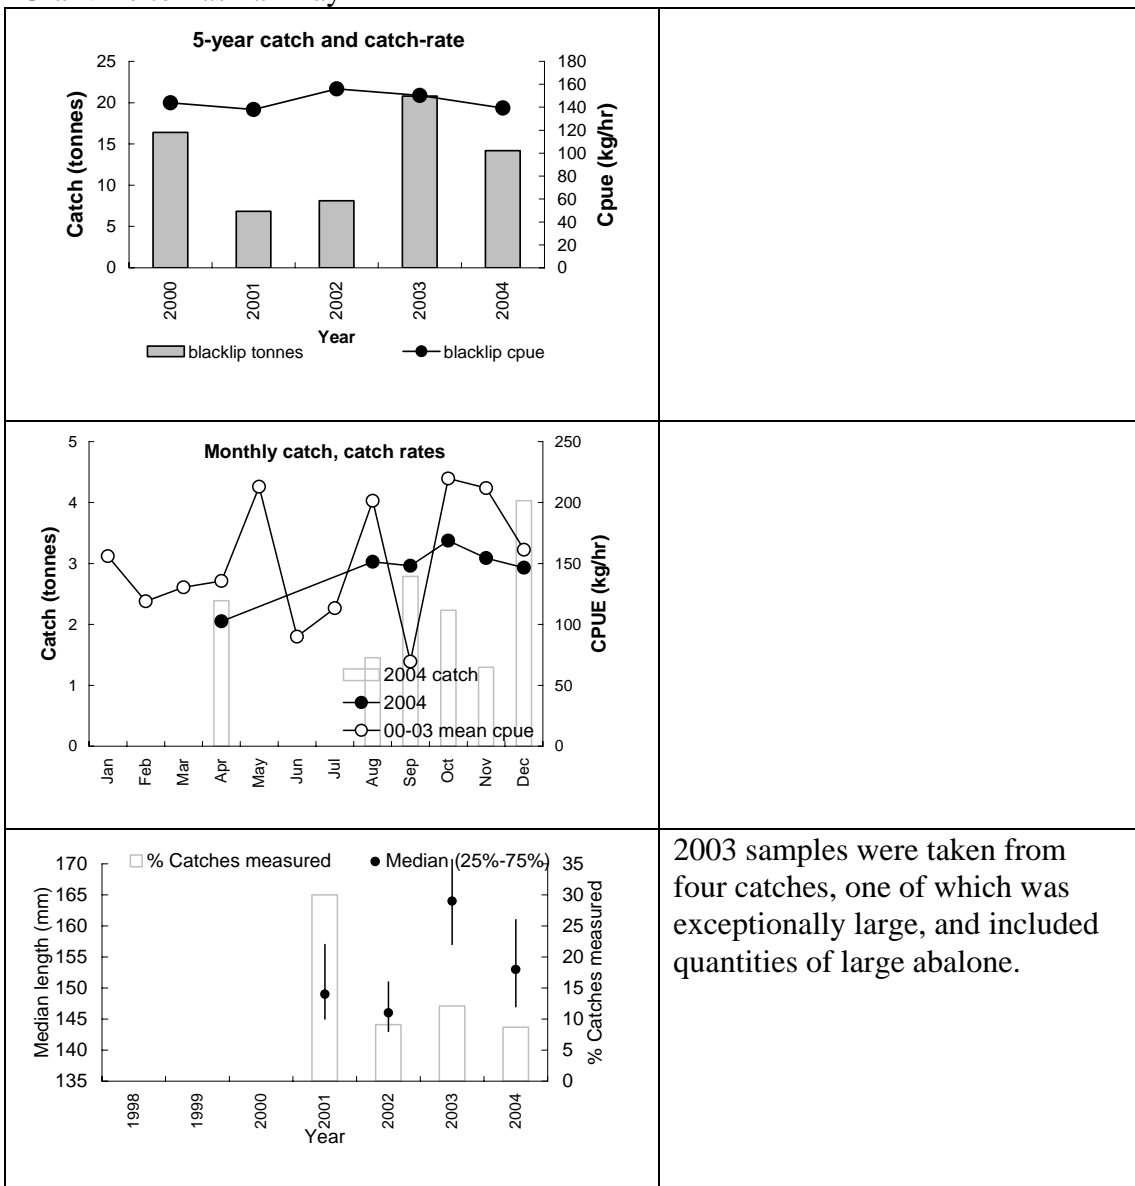 5-year catch and catch-rate
25
20
15
10
5
0
180
160
140
120
100
80
60
40
20
0
Catch (tonnes)
Cpue (kg/hr)
2000
2001
2002
2003
2004
Year
blacklip tonnes
blacklip cpue
Monthly catch, catch rates
5
4
3
2
1
0
250
200
150
100
50
0
Catch (tonnes)
CPUE (kg/hr)
2004 catch
2004
00-03 mean cpue
Jan
Feb
Mar
Apr
May
Jun
Jul
Aug
Sep
Oct
Nov
Dec
% Catches measured
Median (25%-75%)
170
165
160
155
150
145
140
135
35
30
25
20
15
10
5
0
Median length (mm)
% Catches measured
1998
1999
2000
2001
2002
2003
2004
Year
2003 samples were taken from
four catches, one of which was
exceptionally large, and included
quantities of large abalone.